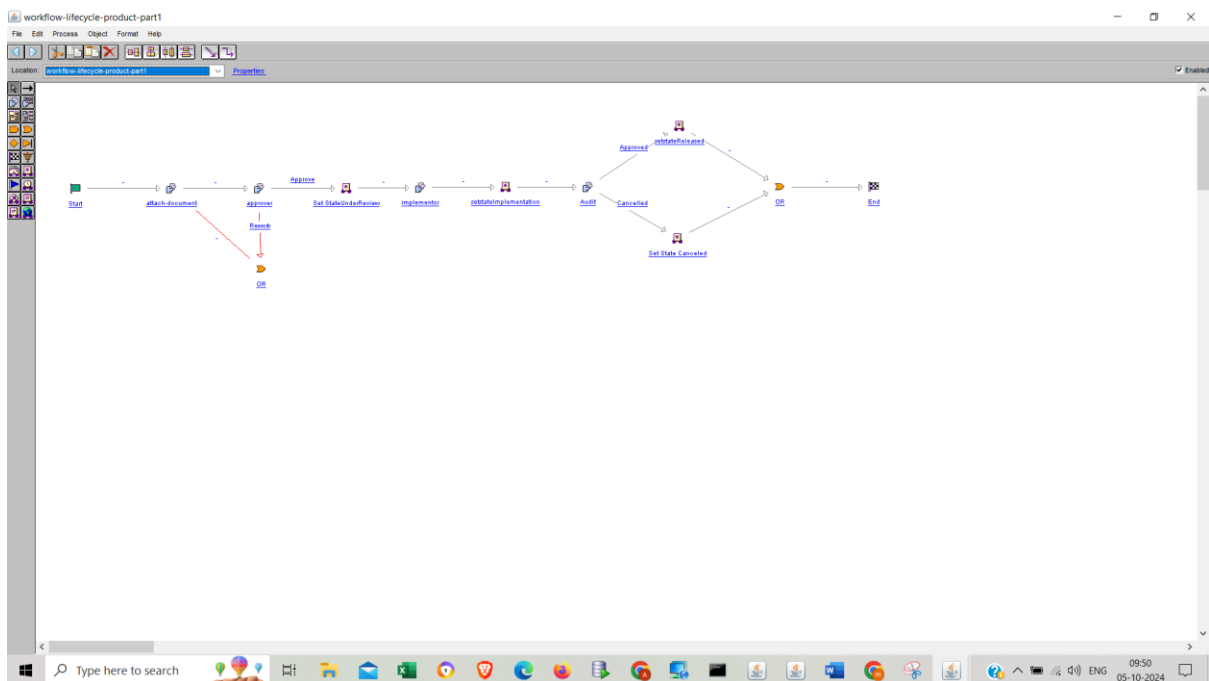 workflow-lifecycle-product-part1
File Edit Process Object Format Help
Location: workflow-lifecycle-product-part1 Properties Enabled
setstateReleased
Approved
Approve
Start
attach-document
approver
Set StateUnderReview
implementor
setstateImplementation
Audit
Cancelled
OR
End
Rework
Set State Canceled
OR
Type here to search
ENG
09:50
05-10-2024